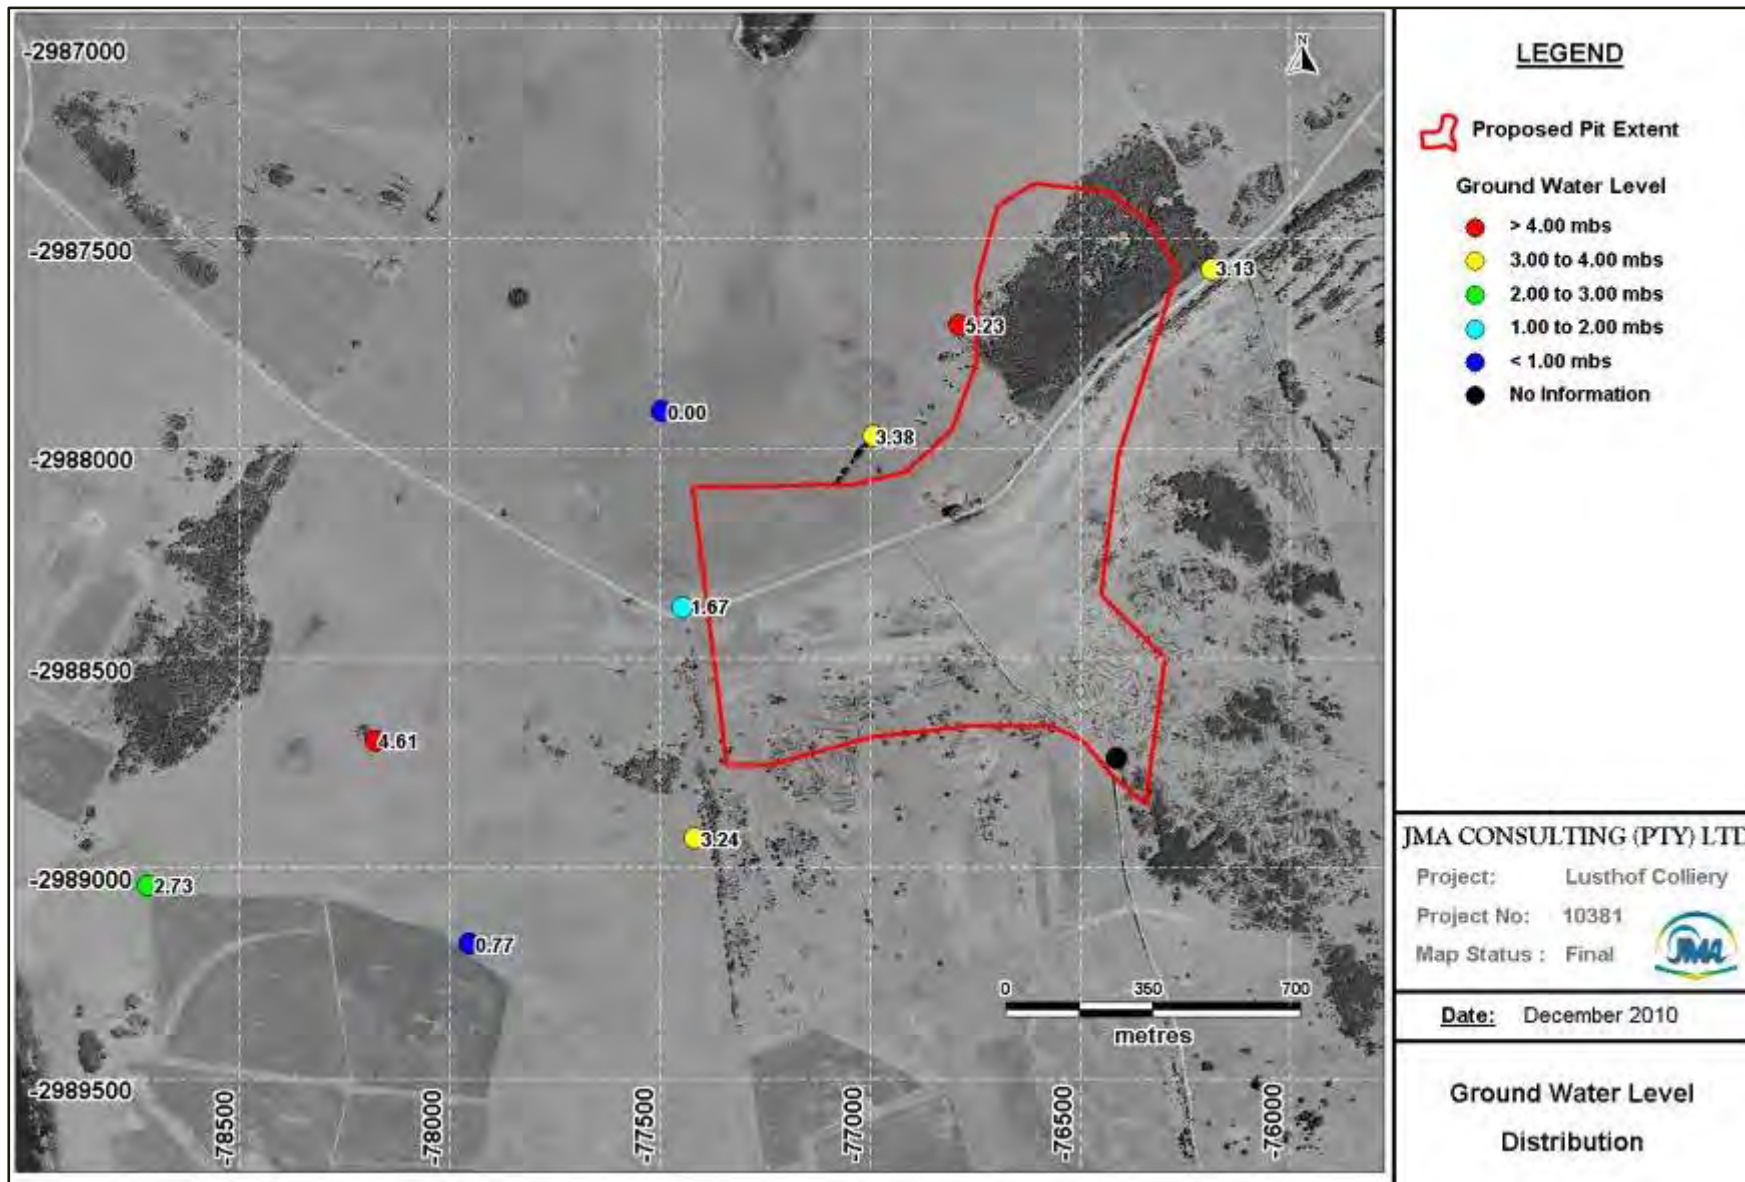 -2987000
N
-2987500
3.13
5.23
0.00
3.38
-2988000
1.67
-2988500
4.61
3.24
-2989000
2.73
0.77
0 350 700
metres
-2989500
-78500
-78000
-77500
-77000
-76500
-76000
LEGEND
Proposed Pit Extent
Ground Water Level
> 4.00 mbs
3.00 to 4.00 mbs
2.00 to 3.00 mbs
1.00 to 2.00 mbs
< 1.00 mbs
No Information
JMA CONSULTING (PTY) LTD
Project: Lusthof Colliery
Project No: 10381
Map Status : Final
JMA
Date: December 2010
Ground Water Level
Distribution